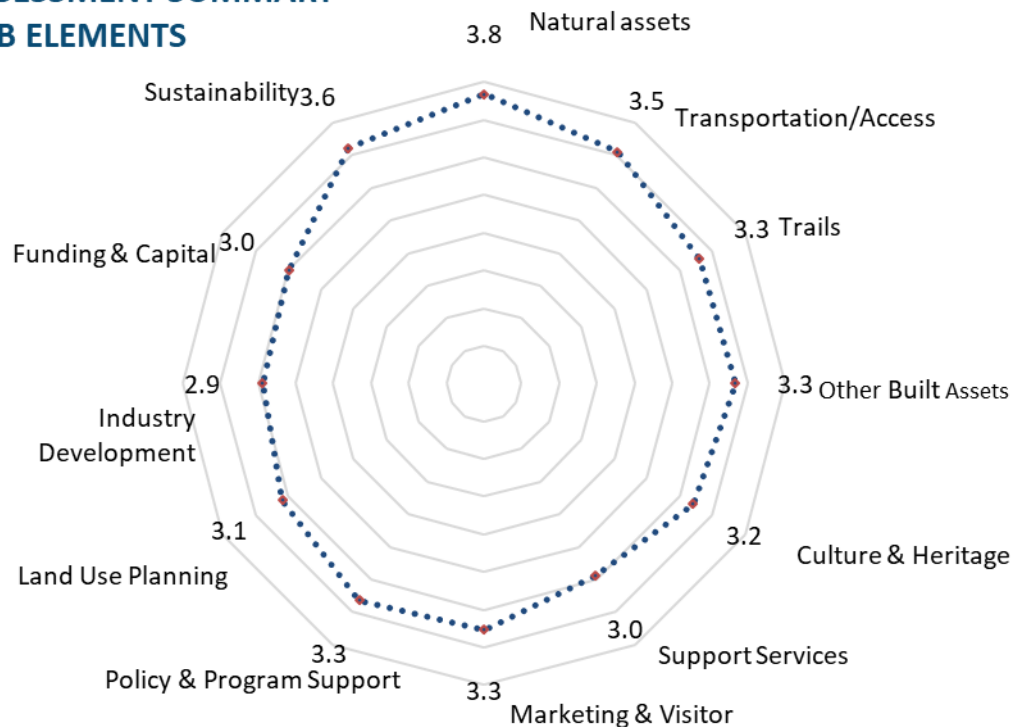 B ELEMENTS
Natural assets
3.8
Sustainability3.6
3.5
Transportation/Access
3.3 Trails
3.0
Funding & Capital
2.9
3.3 Other Built Assets
Industry
Development
3.1
3.2
Culture & Heritage
Land Use Planning
3.0
Support Services
3.3
Policy & Program Support
3.3
Marketing & Visitor